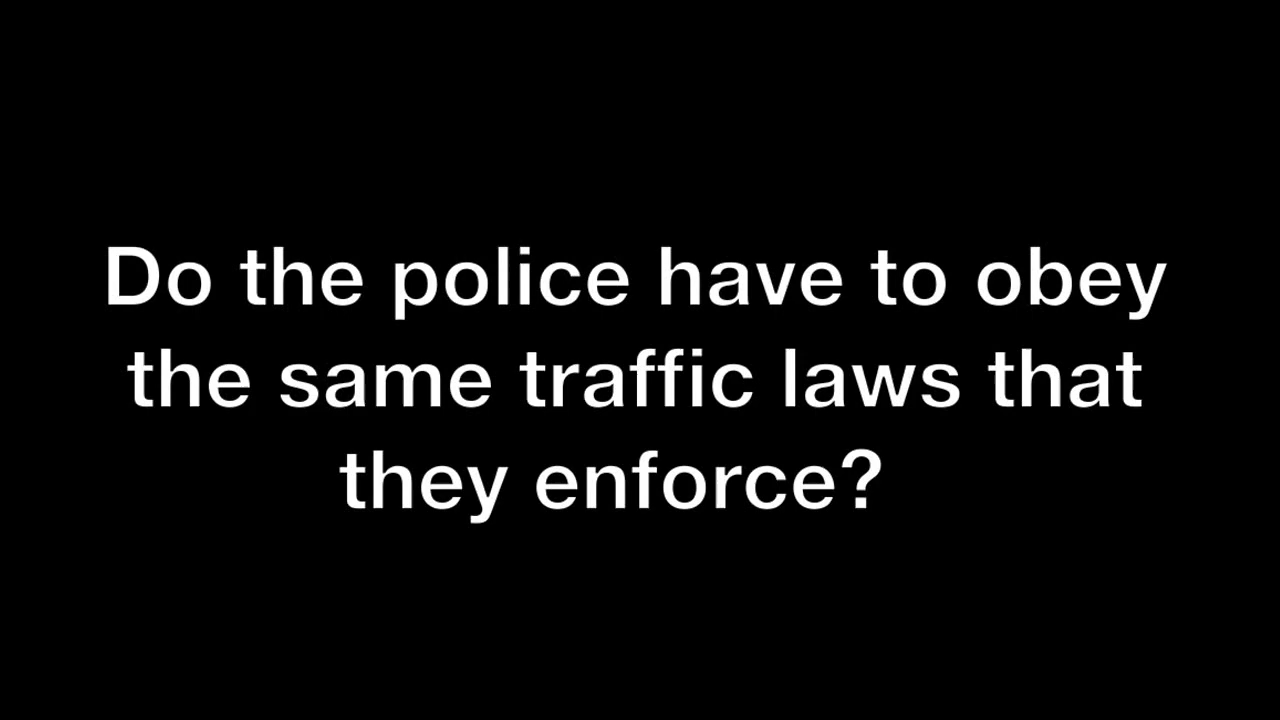 Do the police have to obey
the same traffic laws that
they enforce?